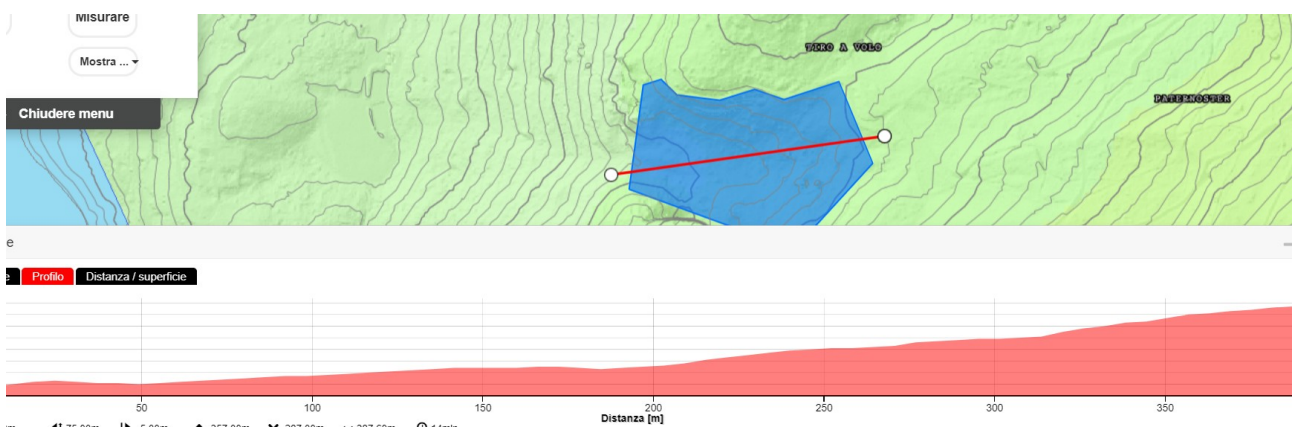 Misurare
Mostra ...
Chiudere menu
TIRO A VOLO
PATERNOSTER
e
Profilo
Distanza / superficie
50
100
150
200
250
300
350
Distanza [m]